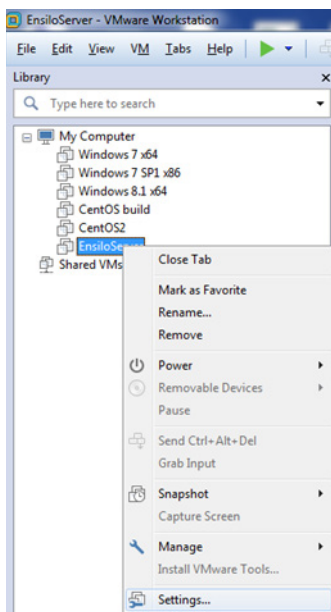 EnsiloServer - VMware Workstation
File Edit View VM Tabs Help
Library x
Type here to search
My Computer
Windows 7 x64
Windows 7 SP1 x86
Windows 8.1 x64
CentOS build
CentOS2
EnsiloServer
Shared VMs
Close Tab
Mark as Favorite
Rename...
Remove
Power
Removable Devices
Pause
Send Ctrl+Alt+Del
Grab Input
Snapshot
Capture Screen
Manage
Install VMware Tools...
Settings...